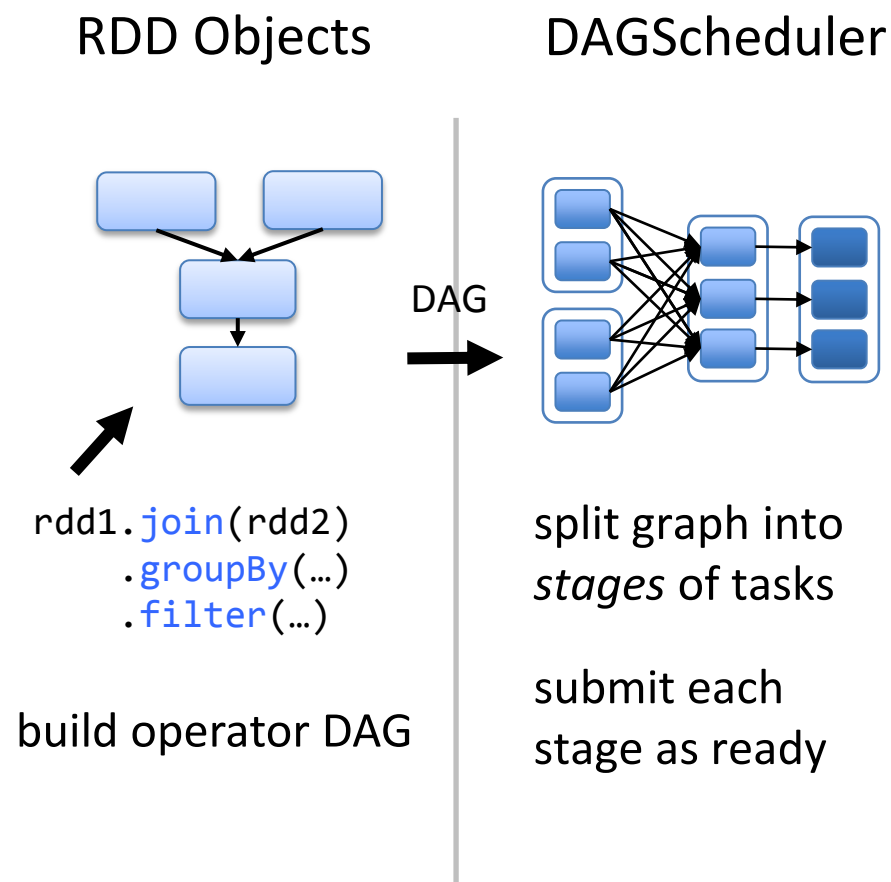 RDD Objects
rdd1.join(rdd2)
.groupBy(…)
.filter(…)
build operator DAG
DAG
DAGScheduler
split graph into
stages of tasks
submit each
stage as ready